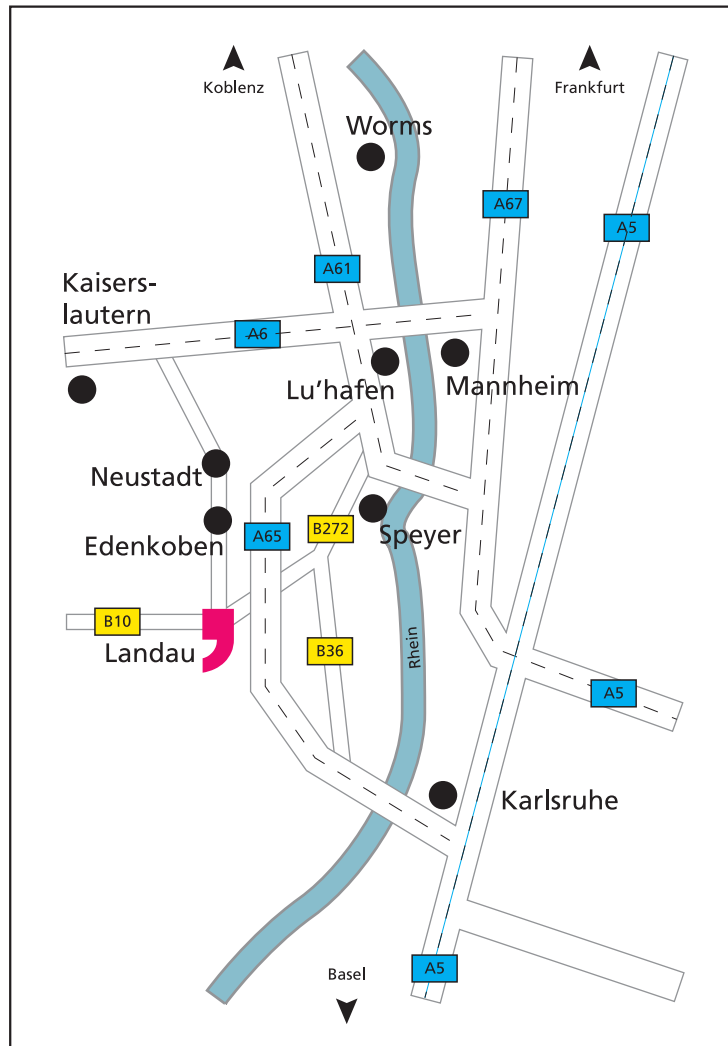 Koblenz
Frankfurt
Worms
A67
A5
A61
Kaisers-
lautern
A6
Lu'hafen
Mannheim
Neustadt
Edenkoben
A65
B272
Speyer
B10
Landau
B36
Rhein
A5
Karlsruhe
Basel
A5